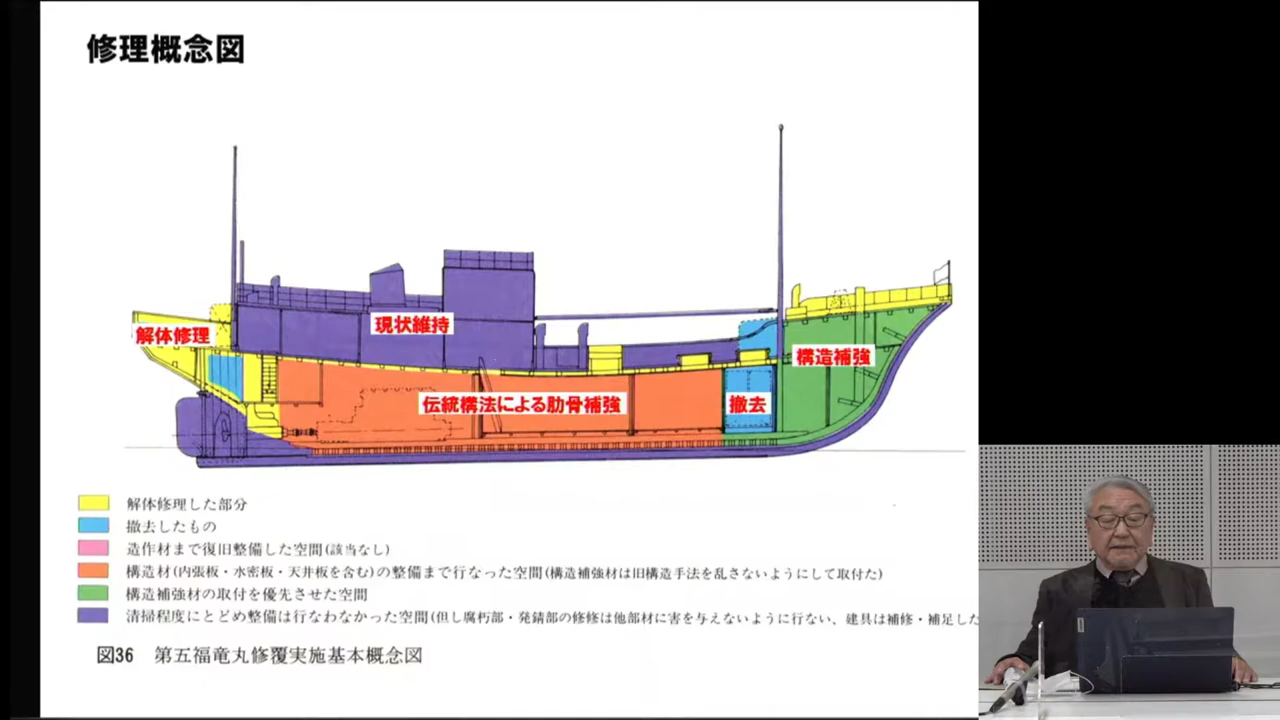 修理概念図
解体修理
現状維持
構造補強
伝統構法による肋骨補強
撤去
解体修理した部分
撤去したもの
造作材まで復旧整備した空間(該当なし)
構造材(内張板・水密板・天井板を含む)の整備まで行なった空間(構造補強材は旧構造手法を乱さないようにして取付た)
構造補強材の取付を優先させた空間
清掃程度にとどめ整備は行なわなかった空間(但し腐朽部・発錆部の修修は他部材に害を与えないように行ない、建具は補修・補足した
図36 第五福竜丸修覆実施基本概念図